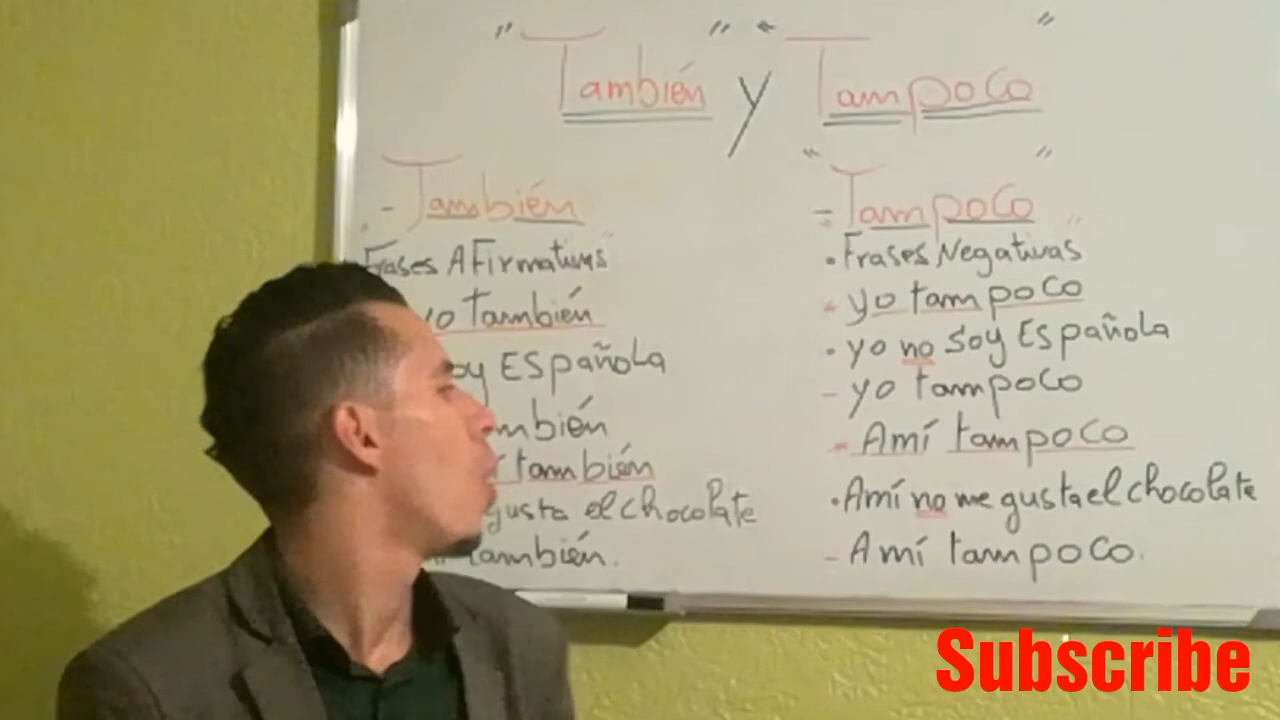 "También" y "Tampoco"
- También
Frases Afirmativas
yo también
soy Española
también
también
gusta el chocolate
también.
"Tampoco"
• Frases Negativas
yo tampoco
• yo no soy Española
- yo tampoco
Amí tampoco
• Amí no me gusta el chocolate
- Amí tampoco.
Subscribe